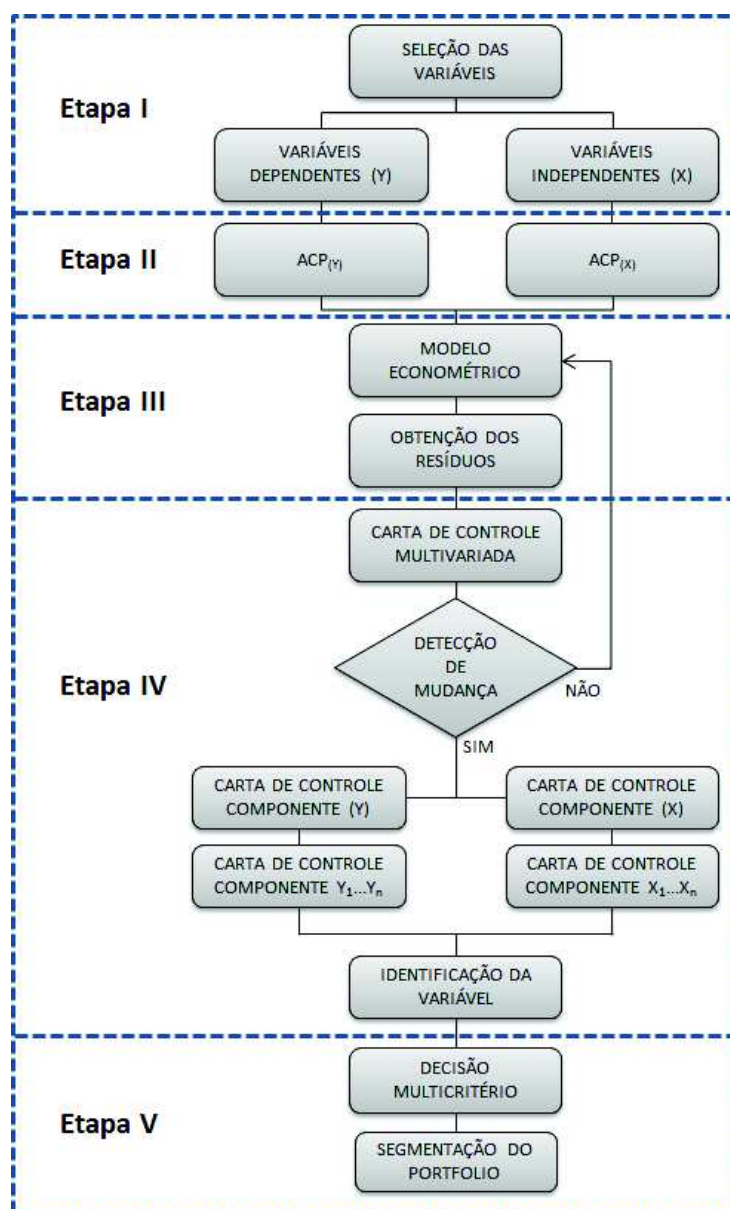 Etapa I
SELEÇÃO DAS
VARIÁVEIS
VARIÁVEIS
DEPENDENTES (Y)
VARIÁVEIS
INDEPENDENTES (X)
Etapa II
ACP(Y)
ACP(X)
Etapa III
MODELO
ECONOMÉTRICO
OBTENÇÃO DOS
RESÍDUOS
Etapa IV
CARTA DE CONTROLE
MULTIVARIADA
DETECÇÃO
DE
MUDANÇA
NÃO
SIM
CARTA DE CONTROLE
COMPONENTE (Y)
CARTA DE CONTROLE
COMPONENTE (X)
CARTA DE CONTROLE
COMPONENTE Y1...Yn
CARTA DE CONTROLE
COMPONENTE X1...Xn
IDENTIFICAÇÃO DA
VARIÁVEL
Etapa V
DECISÃO
MULTICRITÉRIO
SEGMENTAÇÃO DO
PORTFOLIO